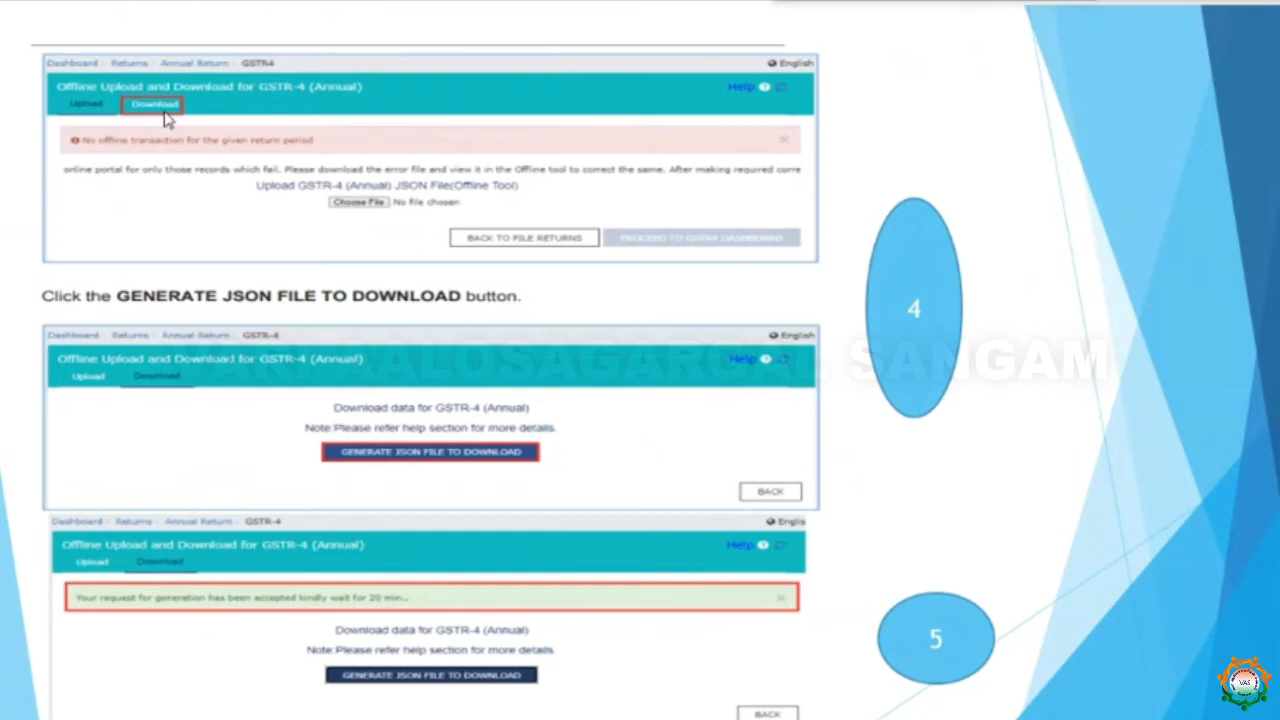 Dashboard Returns Annual Return GSTR4 English
Offline Upload and Download for GSTR-4 (Annual) Help
Upload Download
No offline transaction for the given return period
online portal for only those records which fail. Please download the error file and view it in the Offline tool to correct the same. After making required corre
Upload GSTR-4 (Annual) JSON File(Offline Tool)
Choose File No file chosen
BACK TO FILE RETURNS PROCEED TO GSTR4 DASHBOARD
Click the GENERATE JSON FILE TO DOWNLOAD button.
4
Dashboard Returns Annual Return GSTR-4 English
Offline Upload and Download for GSTR-4 (Annual) Help
Upload Download
SANGAM
Download data for GSTR-4 (Annual)
Note:Please refer help section for more details.
GENERATE JSON FILE TO DOWNLOAD
BACK
Dashboard Returns Annual Return GSTR-4 Englis
Offline Upload and Download for GSTR-4 (Annual) Help
Upload Download
Your request for generation has been accepted kindly wait for 20 min...
Download data for GSTR-4 (Annual)
Note:Please refer help section for more details.
GENERATE JSON FILE TO DOWNLOAD
BACK
5
VAS